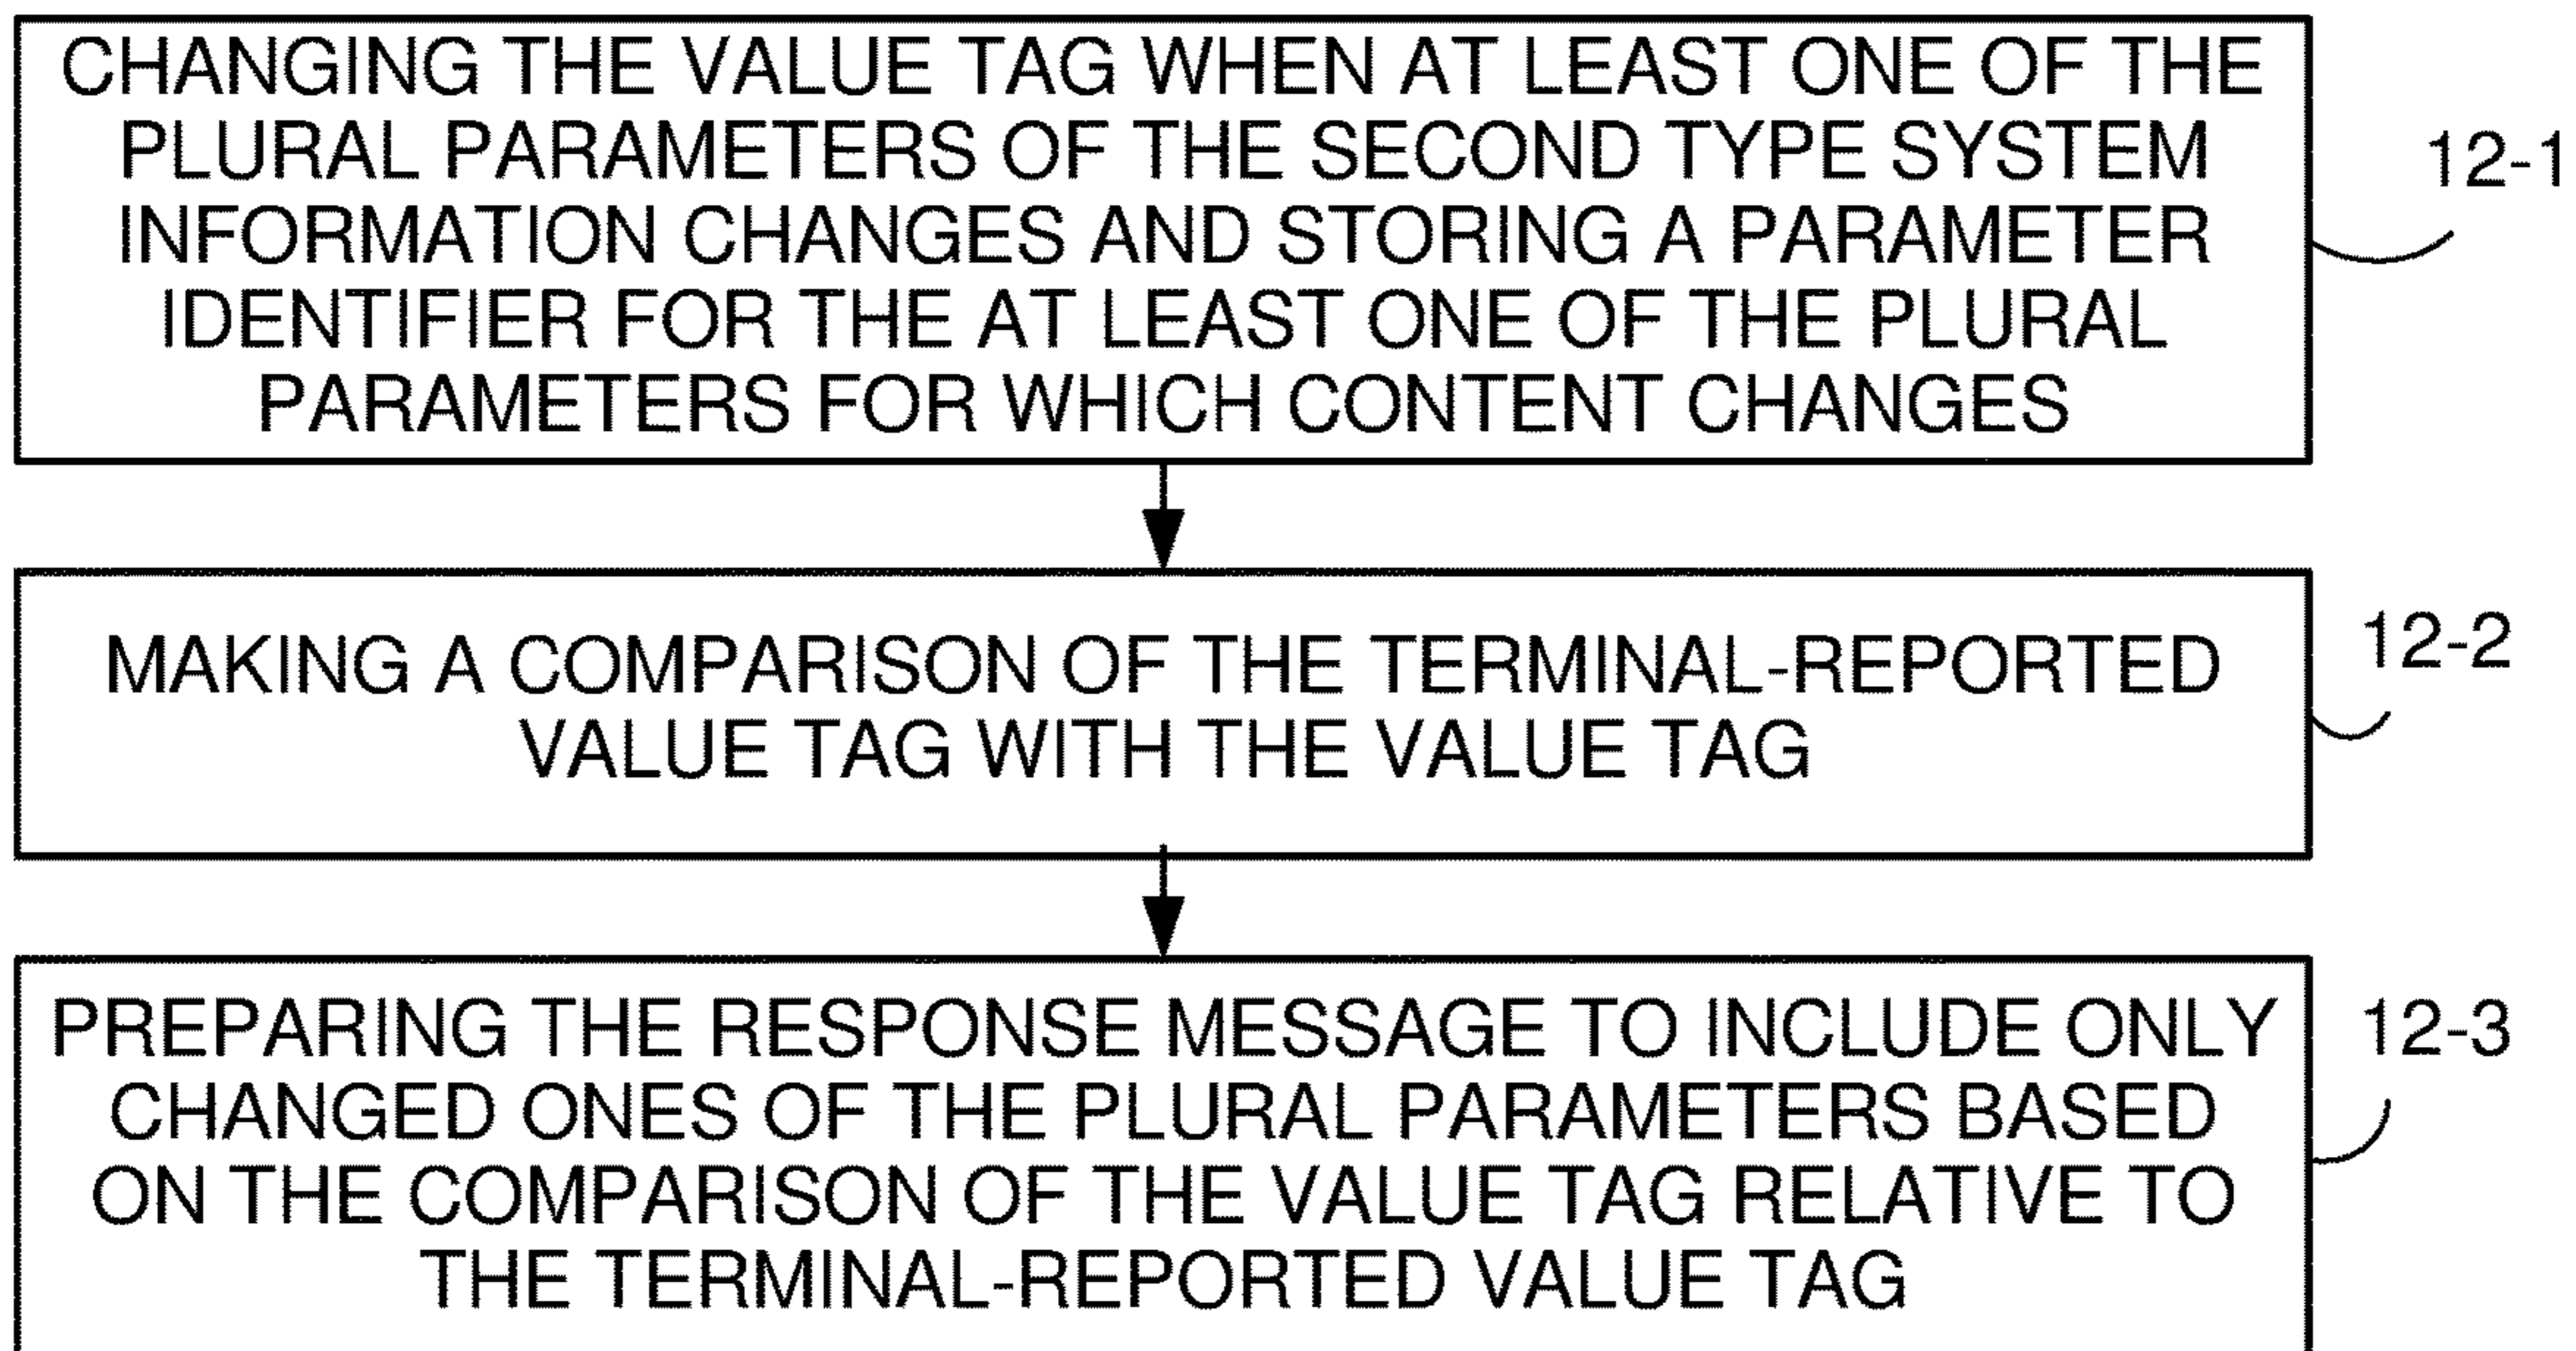 CHANGING THE VALUE TAG WHEN AT LEAST ONE OF THE
PLURAL PARAMETERS OF THE SECOND TYPE SYSTEM
INFORMATION CHANGES AND STORING A PARAMETER
IDENTIFIER FOR THE AT LEAST ONE OF THE PLURAL
PARAMETERS FOR WHICH CONTENT CHANGES
12-1
MAKING A COMPARISON OF THE TERMINAL-REPORTED
VALUE TAG WITH THE VALUE TAG
12-2
PREPARING THE RESPONSE MESSAGE TO INCLUDE ONLY
CHANGED ONES OF THE PLURAL PARAMETERS BASED
ON THE COMPARISON OF THE VALUE TAG RELATIVE TO
THE TERMINAL-REPORTED VALUE TAG
12-3